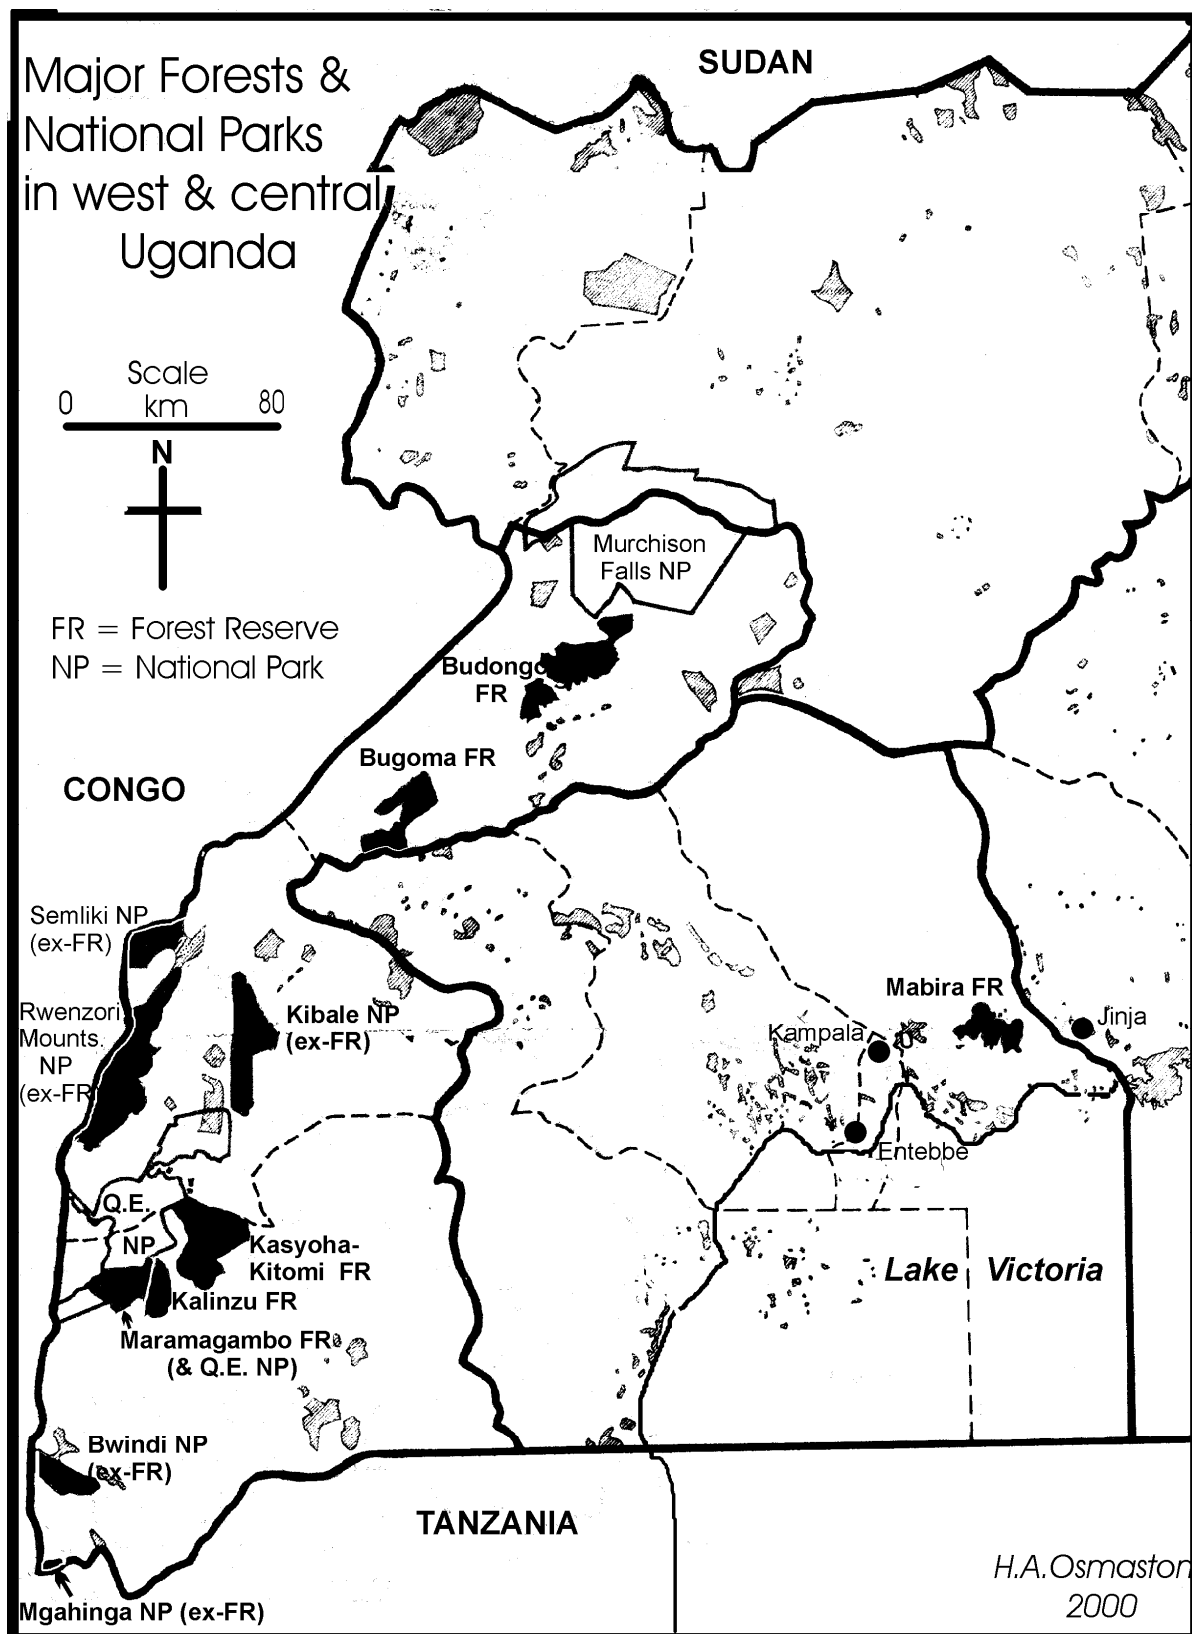 Major Forests &
National Parks
in west & central
Uganda
SUDAN
Scale
0 km 80
N
FR = Forest Reserve
NP = National Park
Murchison
Falls NP
Budongo
FR
Bugoma FR
CONGO
Semliki NP
(ex-FR)
Rwenzori
Mounts.
NP
(ex-FR
Kibale NP
(ex-FR)
Mabira FR
Jinja
Kampala
Entebbe
Q.E.
NP
Kasyoha-
Kitomi FR
Kalinzu FR
Maramagambo FR
(& Q.E. NP)
Lake Victoria
Bwindi NP
(ex-FR)
TANZANIA
Mgahinga NP (ex-FR)
H.A.Osmaston
2000